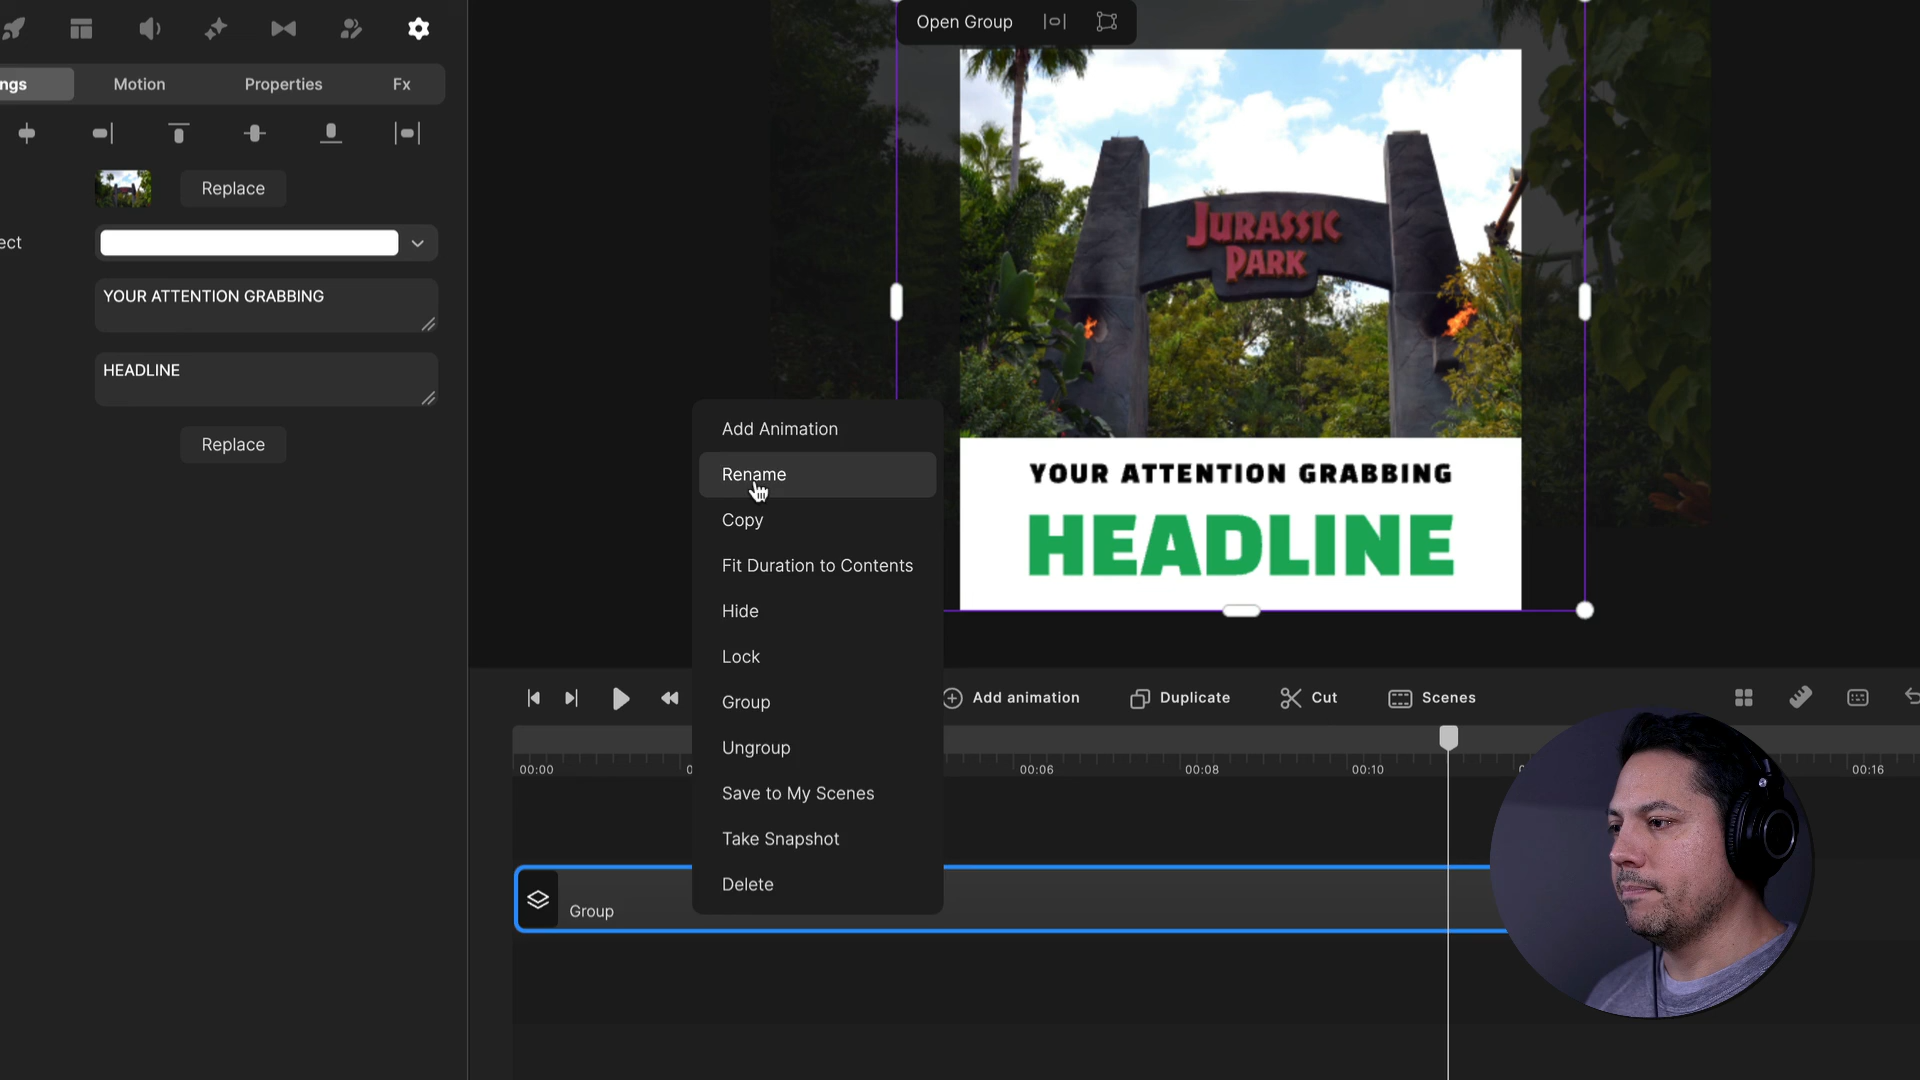 Open Group
ngs
Motion
Properties
Fx
Replace
ect
YOUR ATTENTION GRABBING
HEADLINE
Replace
JURASSIC
PARK
YOUR ATTENTION GRABBING
HEADLINE
Add Animation
Rename
Copy
Fit Duration to Contents
Hide
Lock
Group
Ungroup
Save to My Scenes
Take Snapshot
Delete
Add animation
Duplicate
Cut
Scenes
00:00
00:06
00:08
00:10
00:16
Group